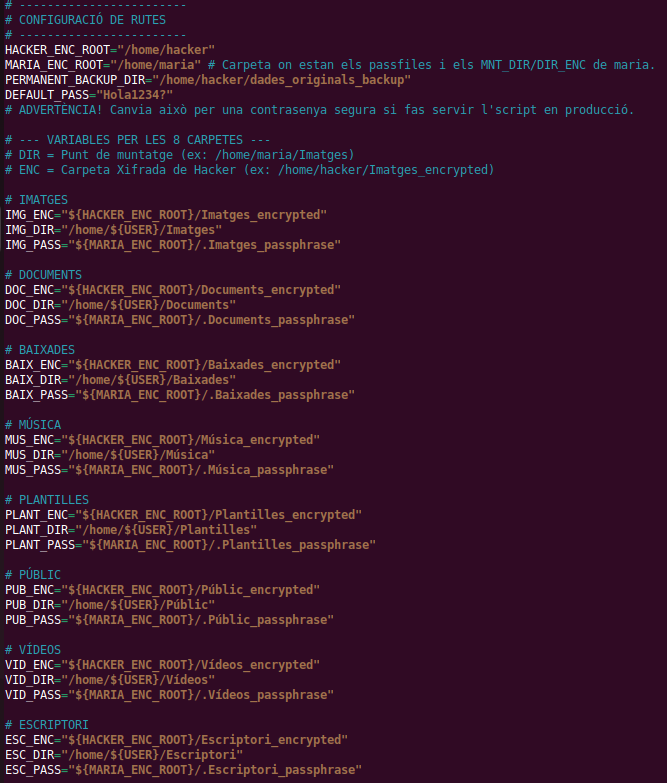 # ------------------------
# CONFIGURACIÓ DE RUTES
# ------------------------
HACKER_ENC_ROOT="/home/hacker"
MARIA_ENC_ROOT="/home/maria" # Carpeta on estan els passfiles i els MNT_DIR/DIR_ENC de maria.
PERMANENT_BACKUP_DIR="/home/hacker/dades_originals_backup"
DEFAULT_PASS="Hola1234?"
# ADVERTÈNCIA! Canvia això per una contrasenya segura si fas servir l'script en producció.

# --- VARIABLES PER LES 8 CARPETES ---
# DIR = Punt de muntatge (ex: /home/maria/Imatges)
# ENC = Carpeta Xifrada de Hacker (ex: /home/hacker/Imatges_encrypted)

# IMATGES
IMG_ENC="${HACKER_ENC_ROOT}/Imatges_encrypted"
IMG_DIR="/home/${USER}/Imatges"
IMG_PASS="${MARIA_ENC_ROOT}/.Imatges_passphrase"

# DOCUMENTS
DOC_ENC="${HACKER_ENC_ROOT}/Documents_encrypted"
DOC_DIR="/home/${USER}/Documents"
DOC_PASS="${MARIA_ENC_ROOT}/.Documents_passphrase"

# BAIXADES
BAIX_ENC="${HACKER_ENC_ROOT}/Baixades_encrypted"
BAIX_DIR="/home/${USER}/Baixades"
BAIX_PASS="${MARIA_ENC_ROOT}/.Baixades_passphrase"

# MÚSICA
MUS_ENC="${HACKER_ENC_ROOT}/Música_encrypted"
MUS_DIR="/home/${USER}/Música"
MUS_PASS="${MARIA_ENC_ROOT}/.Música_passphrase"

# PLANTILLES
PLANT_ENC="${HACKER_ENC_ROOT}/Plantilles_encrypted"
PLANT_DIR="/home/${USER}/Plantilles"
PLANT_PASS="${MARIA_ENC_ROOT}/.Plantilles_passphrase"

# PÚBLIC
PUB_ENC="${HACKER_ENC_ROOT}/Públic_encrypted"
PUB_DIR="/home/${USER}/Públic"
PUB_PASS="${MARIA_ENC_ROOT}/.Públic_passphrase"

# VÍDEOS
VID_ENC="${HACKER_ENC_ROOT}/Vídeos_encrypted"
VID_DIR="/home/${USER}/Vídeos"
VID_PASS="${MARIA_ENC_ROOT}/.Vídeos_passphrase"

# ESCRIPTORI
ESC_ENC="${HACKER_ENC_ROOT}/Escriptori_encrypted"
ESC_DIR="/home/${USER}/Escriptori"
ESC_PASS="${MARIA_ENC_ROOT}/.Escriptori_passphrase"